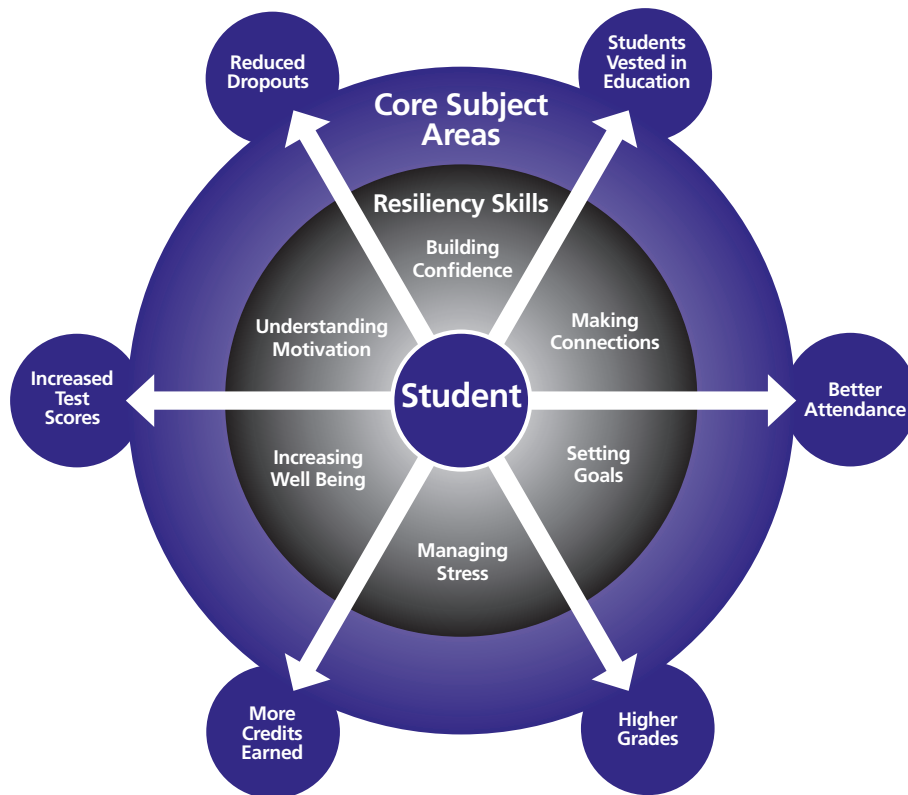 Reduced
Dropouts
Students
Vested in
Education
Core Subject
Areas
Resiliency Skills
Building
Confidence
Understanding
Motivation
Making
Connections
Increased
Test
Scores
Student
Better
Attendance
Increasing
Well Being
Setting
Goals
Managing
Stress
More
Credits
Earned
Higher
Grades